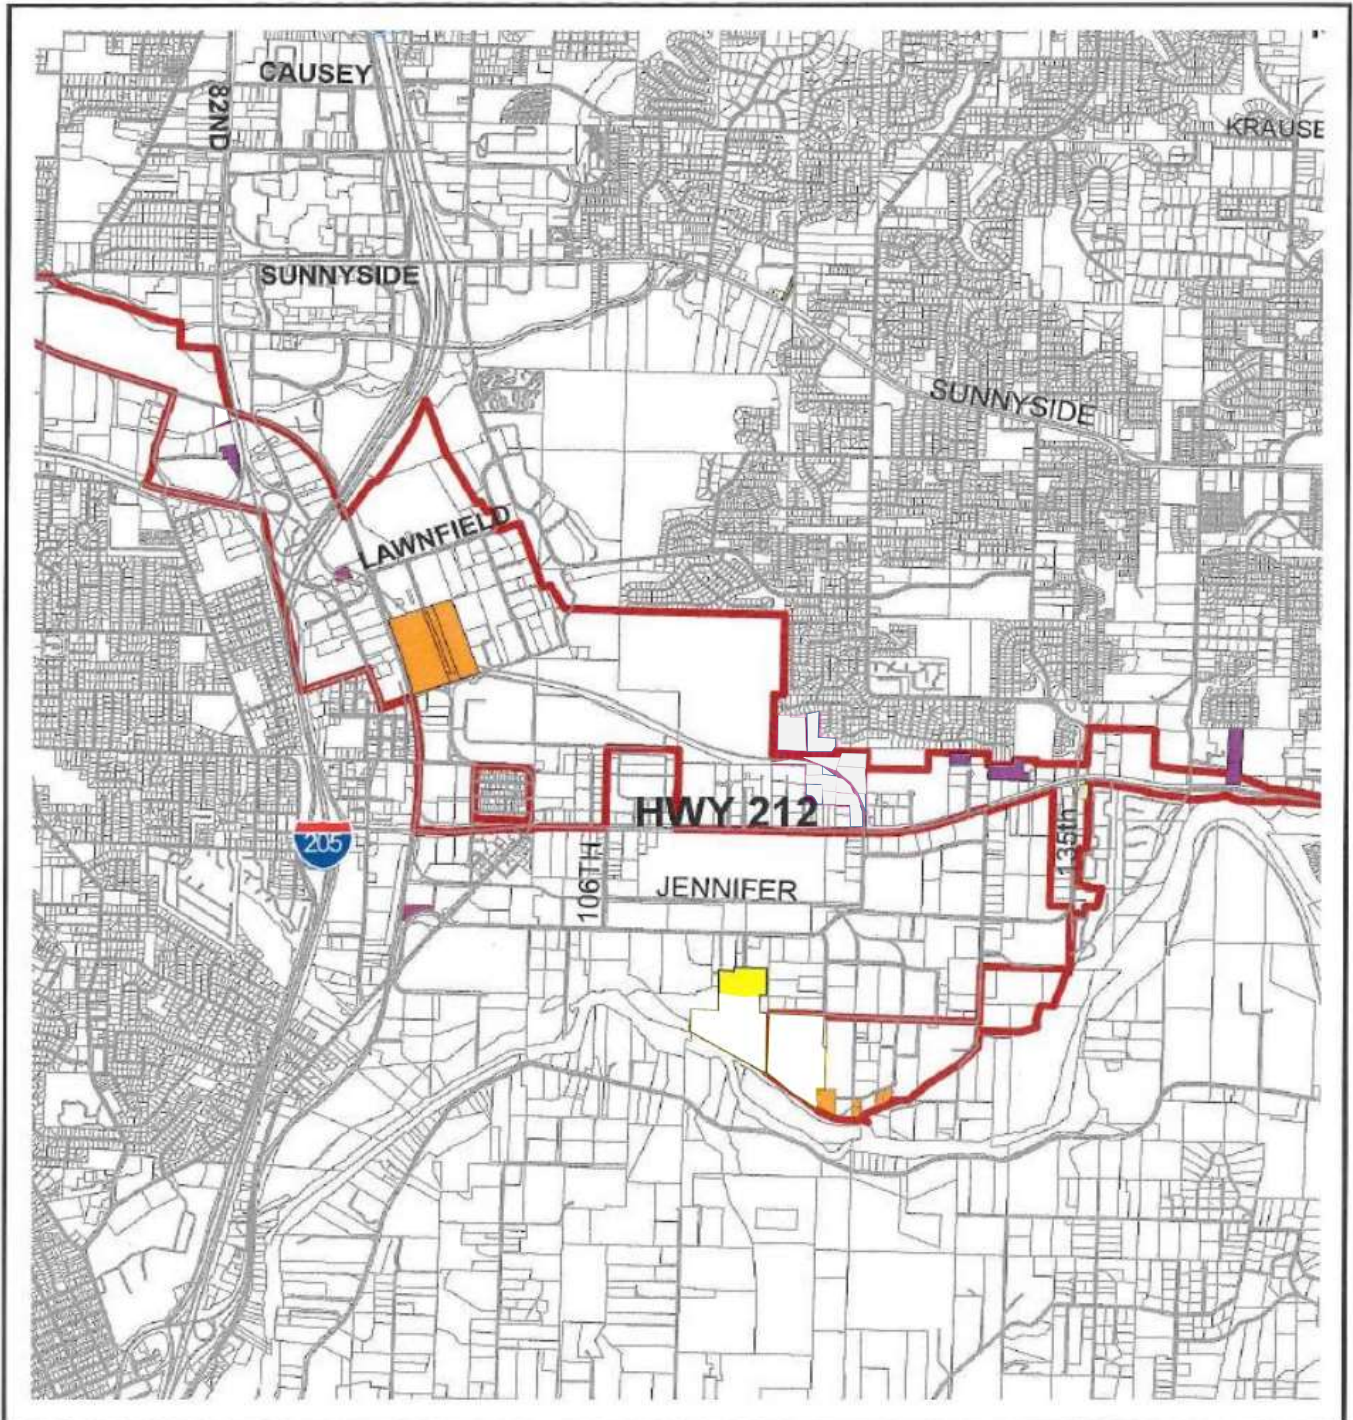 CAUSEY
82ND
KRAUSE
SUNNYSIDE
SUNNYSIDE
LAWNFIELD
HWY 212
205
135th
106TH
JENNIFER